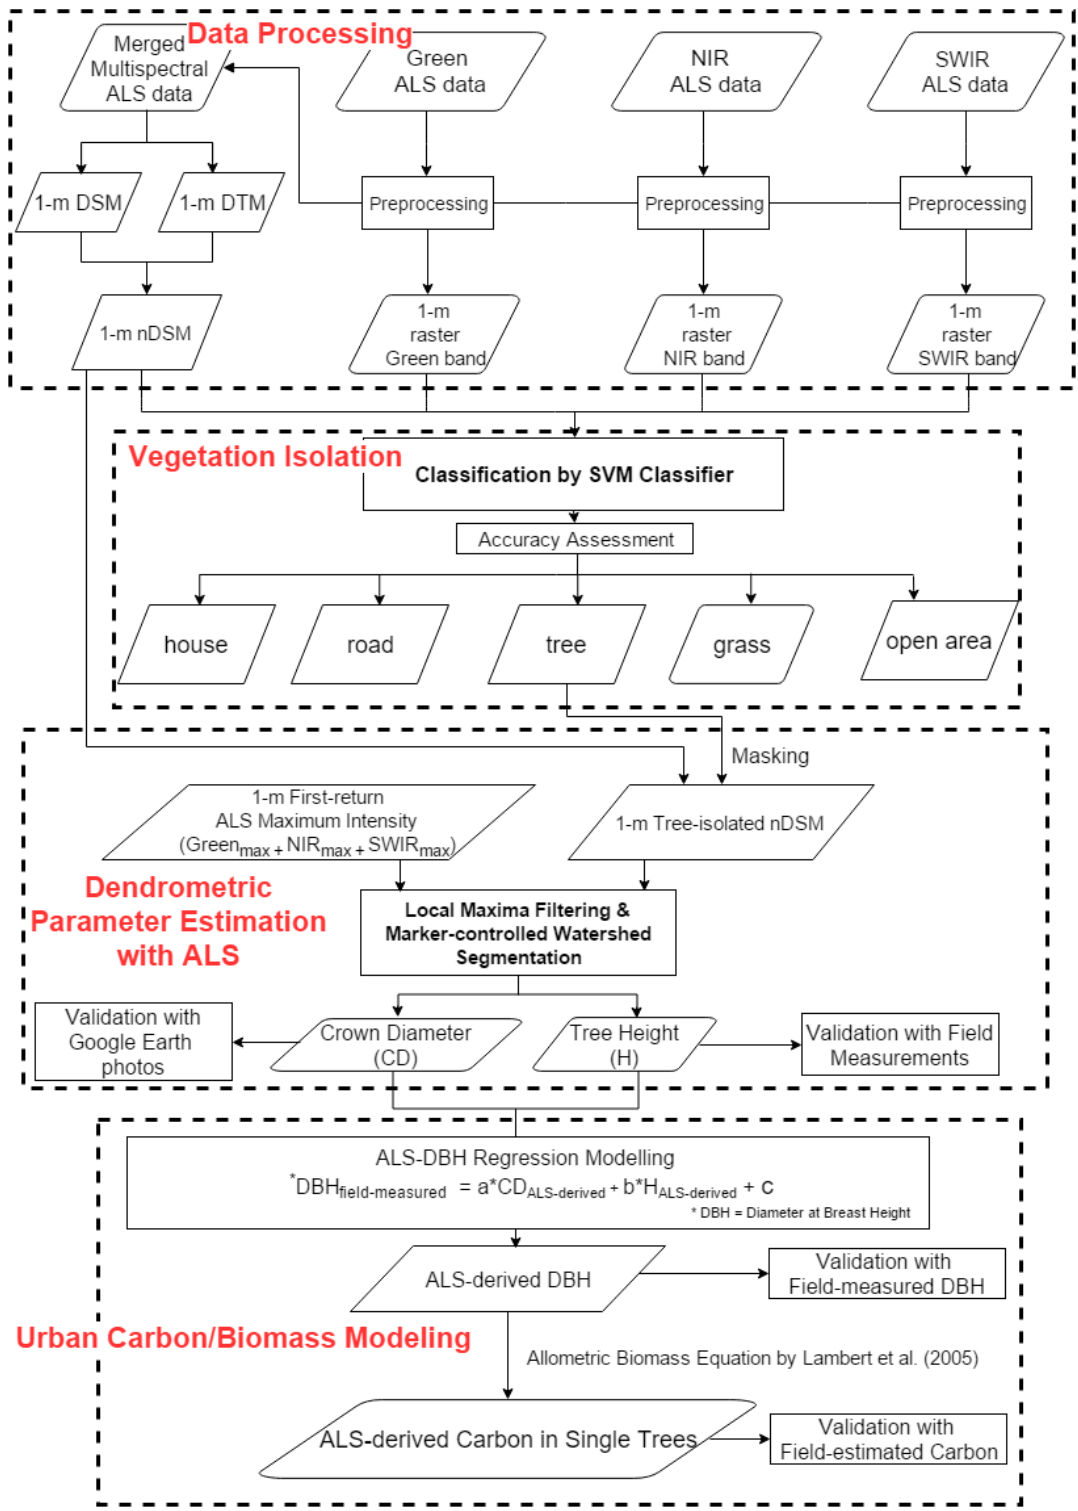 Data Processing
Merged
Multispectral
ALS data
Green
ALS data
NIR
ALS data
SWIR
ALS data
1-m DSM
1-m DTM
Preprocessing
Preprocessing
Preprocessing
1-m nDSM
1-m
raster
Green band
1-m
raster
NIR band
1-m
raster
SWIR band
Vegetation Isolation
Classification by SVM Classifier
Accuracy Assessment
house
road
tree
grass
open area
Masking
1-m First-return
ALS Maximum Intensity
(Greenmax + NIRmax + SWIRmax)
1-m Tree-isolated nDSM
Dendrometric
Parameter Estimation
with ALS
Local Maxima Filtering &
Marker-controlled Watershed
Segmentation
Validation with
Google Earth
photos
Crown Diameter
(CD)
Tree Height
(H)
Validation with Field
Measurements
ALS-DBH Regression Modelling
*DBHfield-measured = a*CDALS-derived + b*HALS-derived + c
* DBH = Diameter at Breast Height
ALS-derived DBH
Validation with
Field-measured DBH
Urban Carbon/Biomass Modeling
Allometric Biomass Equation by Lambert et al. (2005)
ALS-derived Carbon in Single Trees
Validation with
Field-estimated Carbon